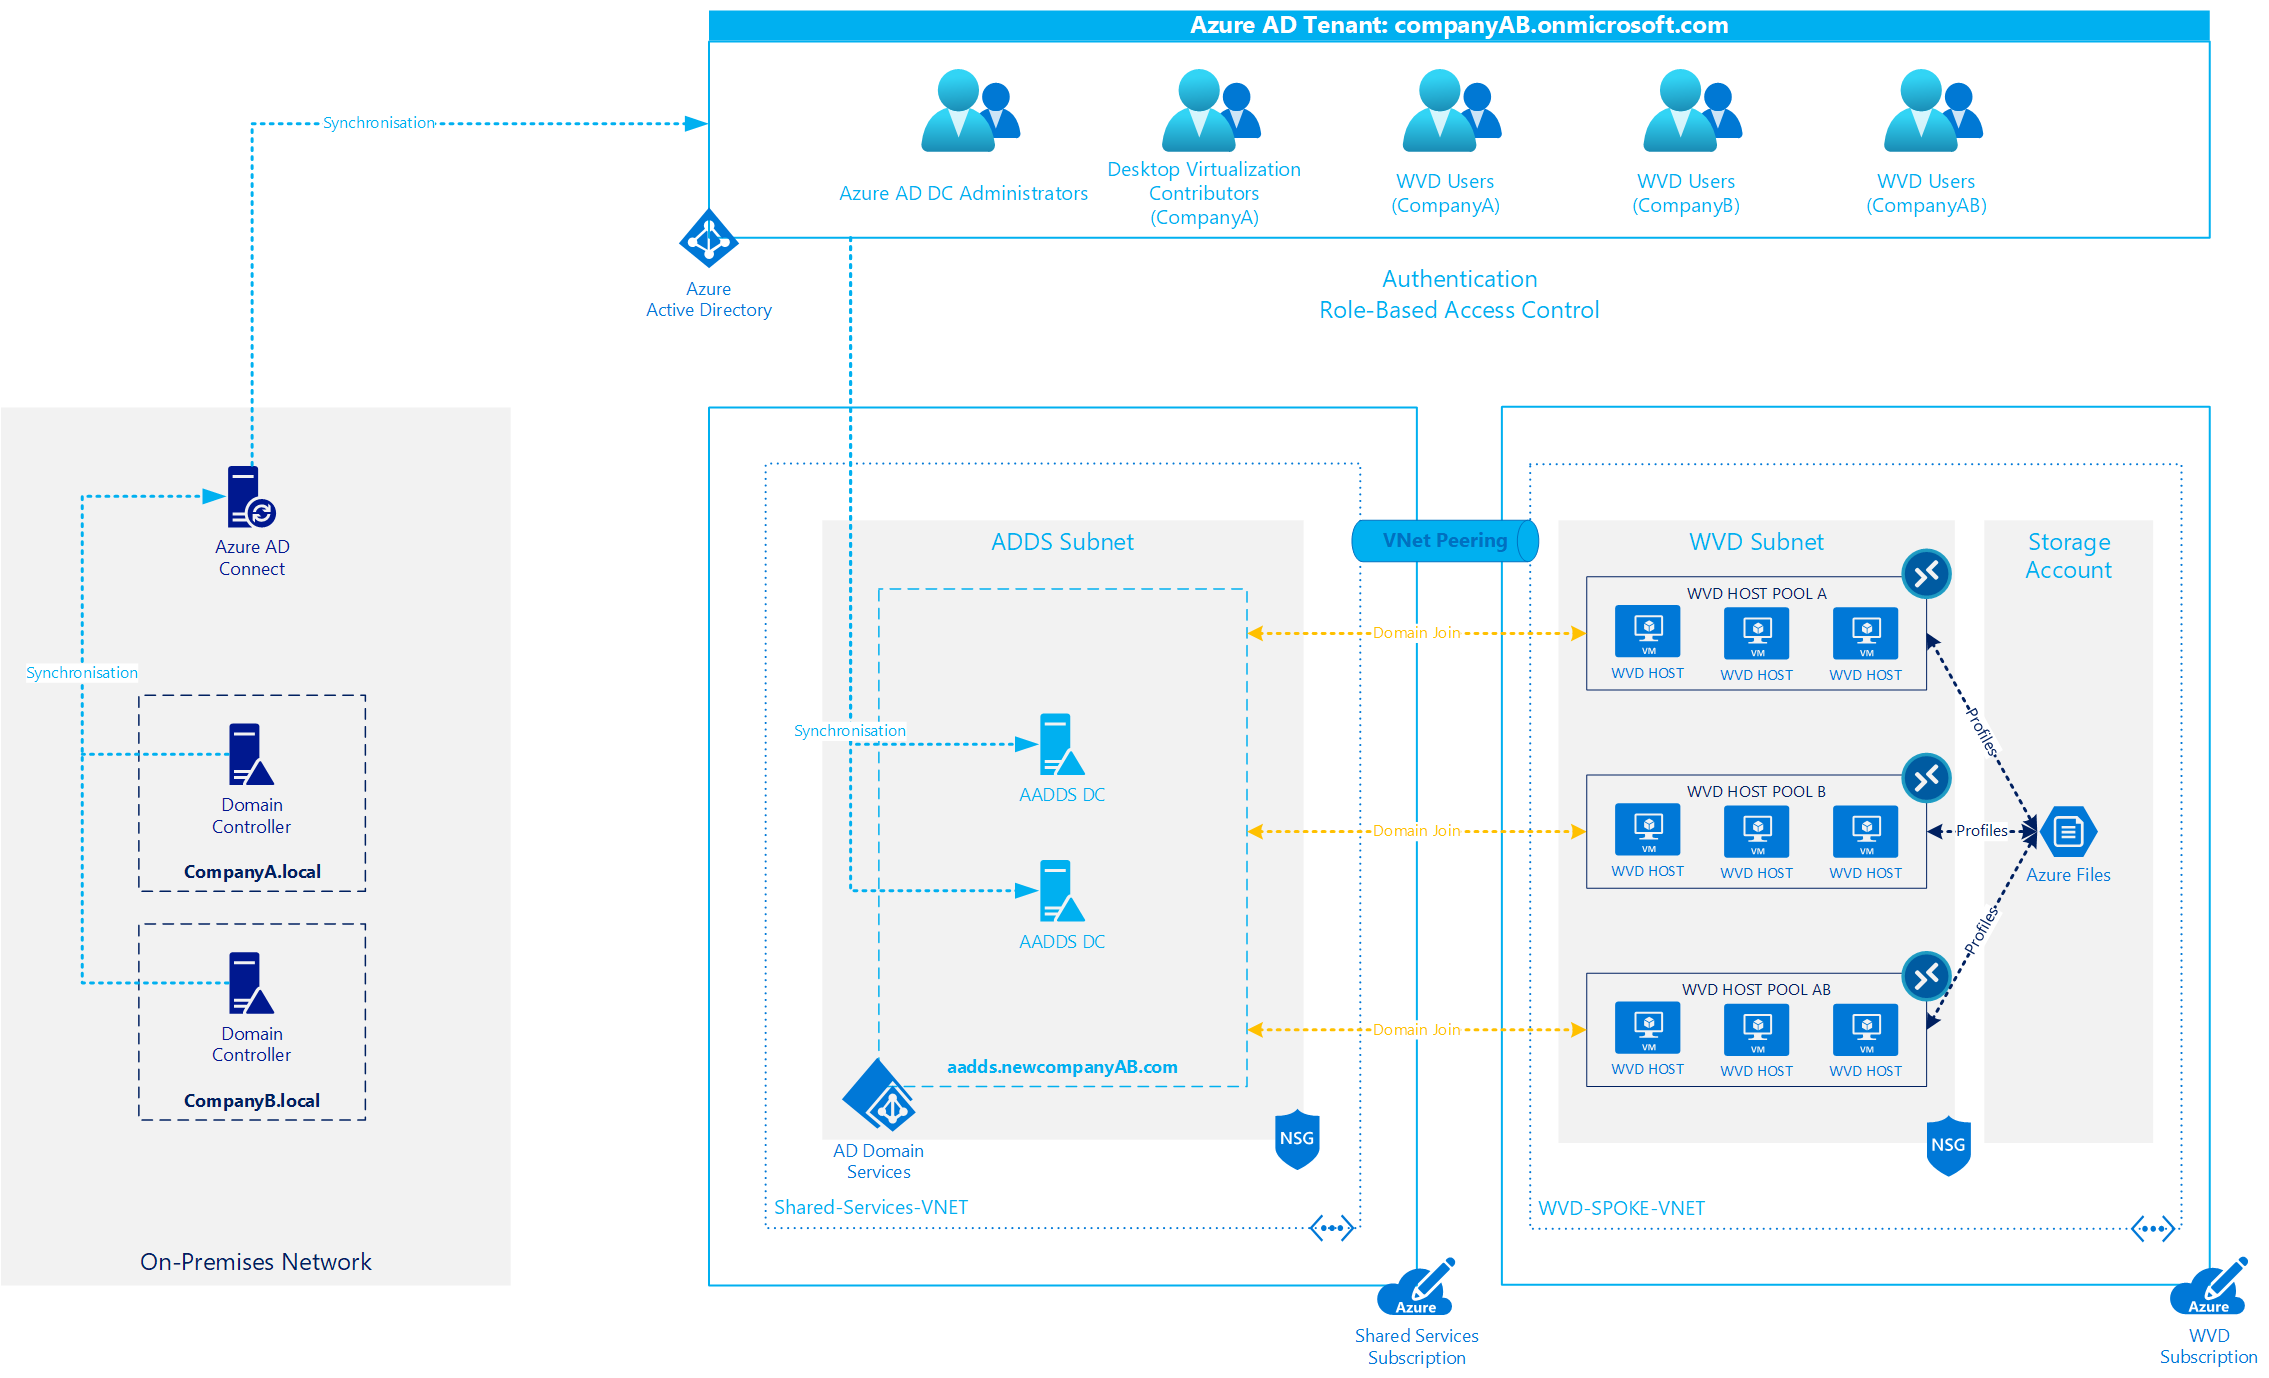 Azure AD Tenant: companyAB.onmicrosoft.com
Synchronisation
Azure AD DC Administrators
Desktop Virtualization
Contributors
(CompanyA)
WVD Users
(CompanyA)
WVD Users
(CompanyB)
WVD Users
(CompanyAB)
Azure
Active Directory
Authentication
Role-Based Access Control
Azure AD
Connect
Synchronisation
Domain
Controller
CompanyA.local
Domain
Controller
CompanyB.local
On-Premises Network
ADDS Subnet
Synchronisation
AADDS DC
AADDS DC
aadds.newcompanyAB.com
AD Domain
Services
NSG
Shared-Services-VNET
Azure
Shared Services
Subscription
VNet Peering
Domain Join
Domain Join
Domain Join
WVD Subnet
WVD HOST POOL A
VM
VM
VM
WVD HOST
WVD HOST
WVD HOST
WVD HOST POOL B
VM
VM
VM
WVD HOST
WVD HOST
WVD HOST
WVD HOST POOL AB
VM
VM
VM
WVD HOST
WVD HOST
WVD HOST
NSG
Storage
Account
Profiles
Profiles
Profiles
Azure Files
WVD-SPOKE-VNET
Azure
WVD
Subscription